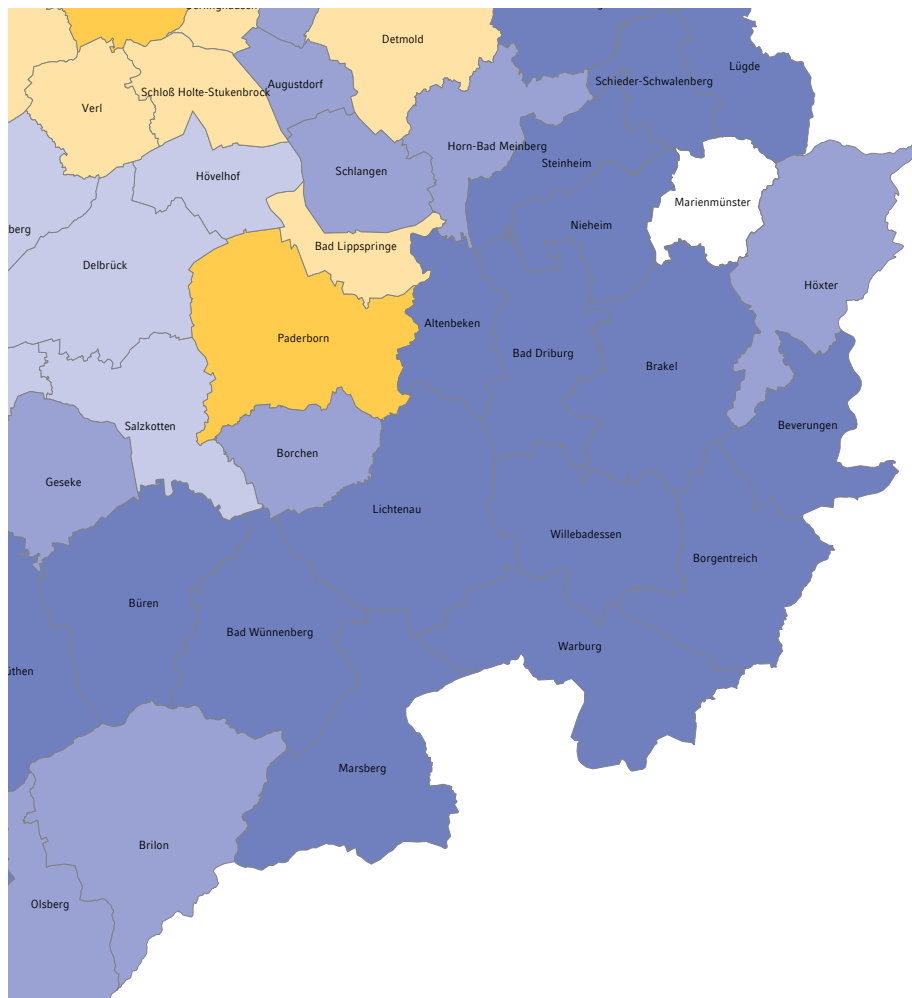 Detmold
Lügde
Schieder-Schwalenberg
Augustdorf
Schloß Holte-Stukenbrock
Verl
Horn-Bad Meinberg
Steinheim
Schlangen
Hövelhof
Marienmünster
Nieheim
berg
Bad Lippspringe
Delbrück
Höxter
Altenbeken
Paderborn
Bad Driburg
Brakel
Salzkotten
Beverungen
Borchen
Geseke
Lichtenau
Willebadessen
Borgentreich
Büren
Bad Wünnenberg
Warburg
üthen
Marsberg
Brilon
Olsberg